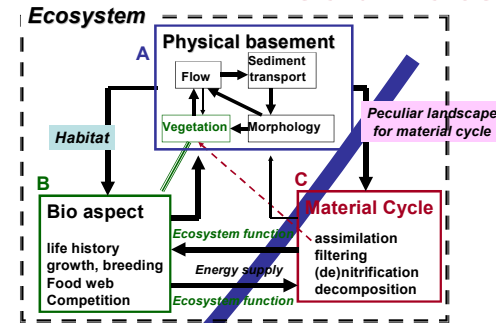 Ecosystem
A
Physical basement
Flow
Sediment
transport
Vegetation
Morphology
Habitat
Peculiar landscape
for material cycle
B
Bio aspect
life history
growth, breeding
Food web
Competition
Ecosystem function
Energy supply
Ecosystem function
C
Material Cycle
assimilation
filtering
(de)nitrification
decomposition